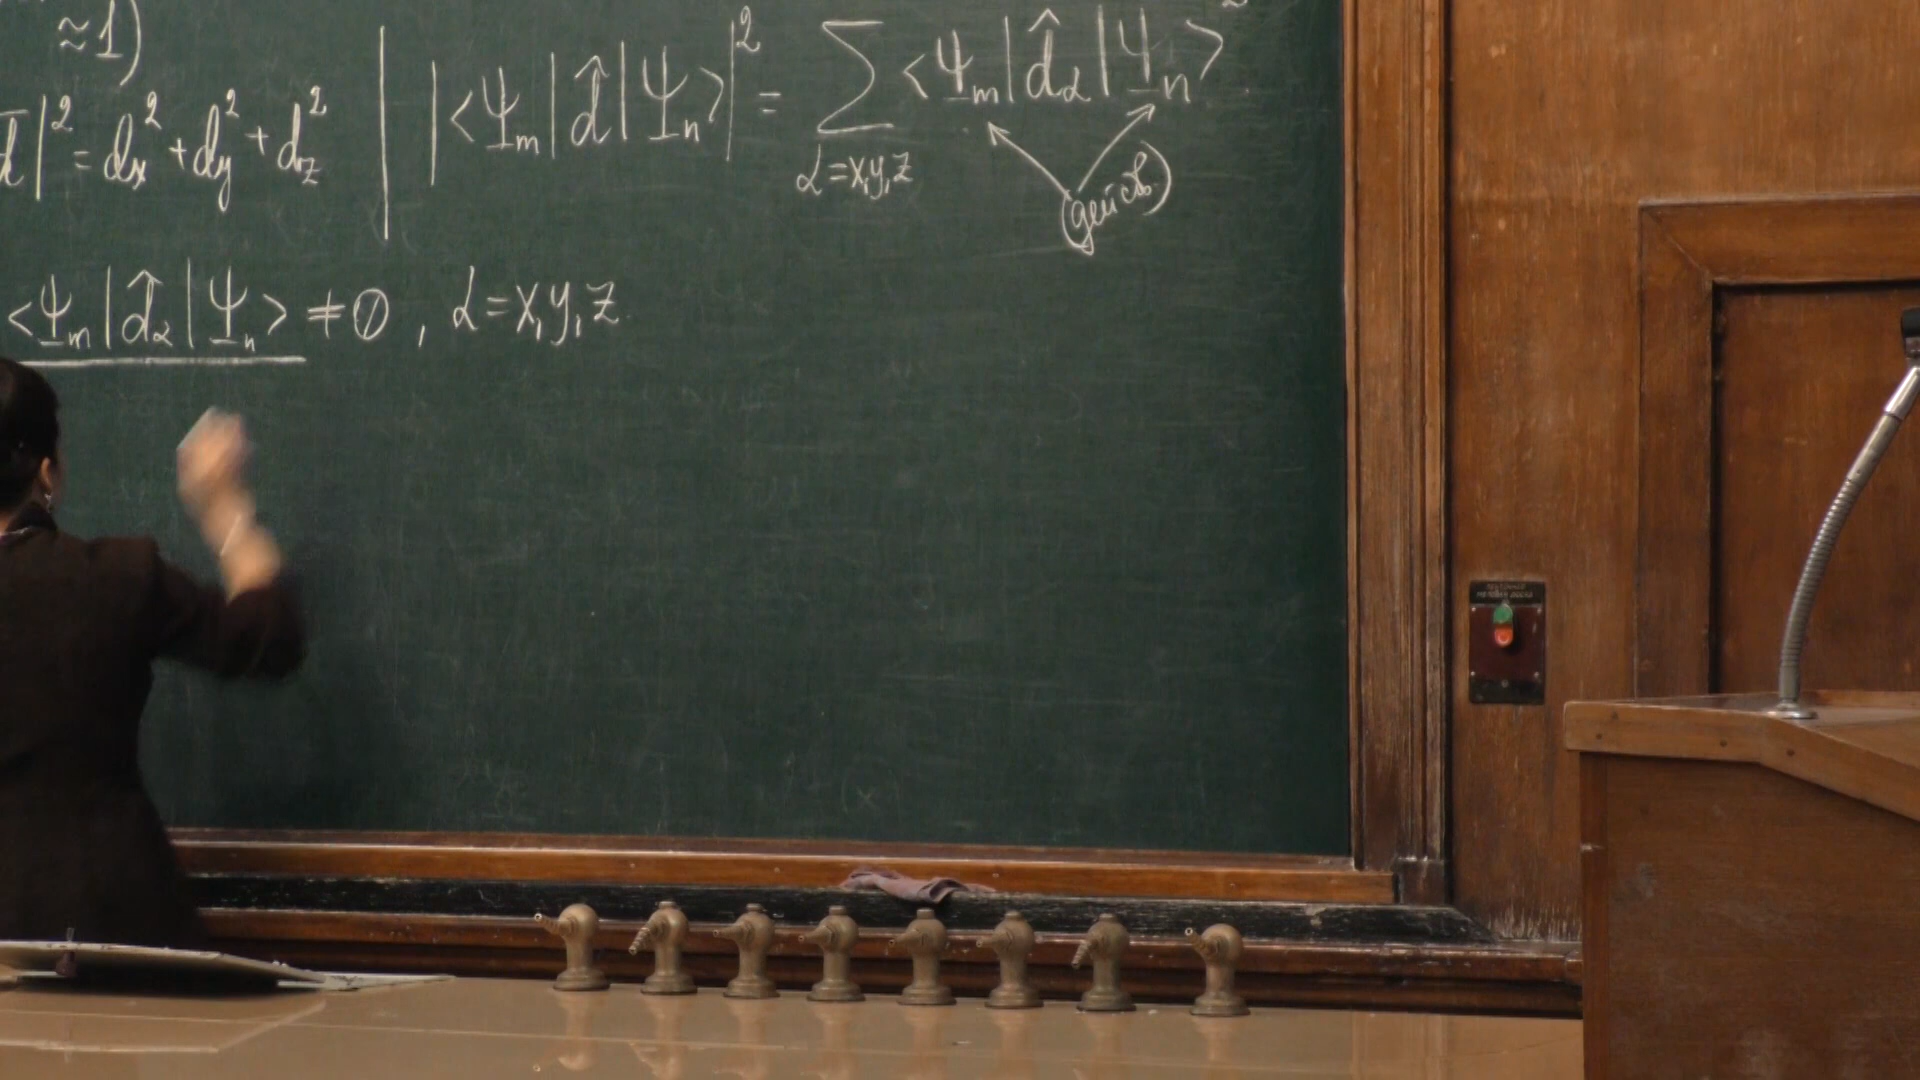 ≈1)
d|² = dx² + dy² + dz²
|<Ψm|d̂|Ψn>|² = Σ <Ψm|d̂α|Ψn>²
α=x,y,z
(действ.)
<Ψm|d̂α|Ψn> ≠ 0, α=x,y,z